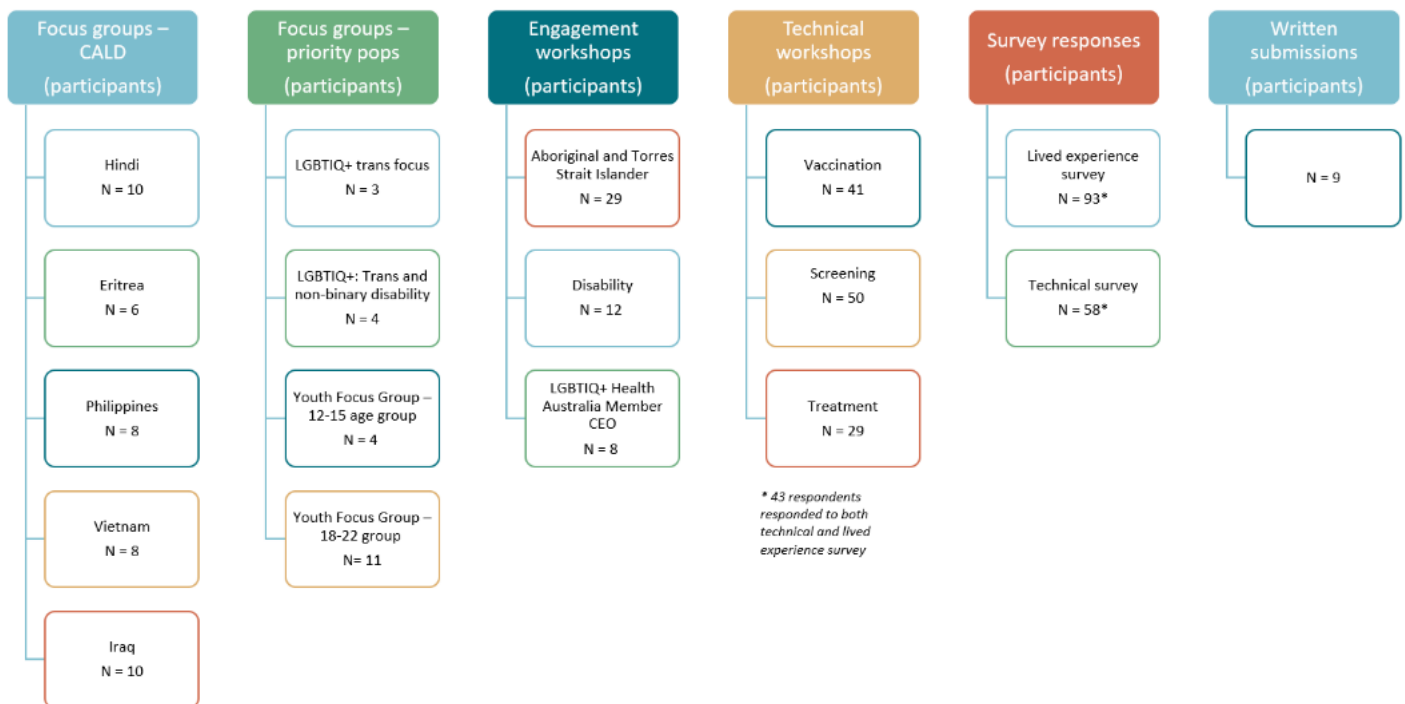 Focus groups –
CALD
(participants)
Hindi
N = 10
Eritrea
N = 6
Philippines
N = 8
Vietnam
N = 8
Iraq
N = 10
Focus groups –
priority pops
(participants)
LGBTIQ+ trans focus
N = 3
LGBTIQ+: Trans and
non-binary disability
N = 4
Youth Focus Group –
12-15 age group
N = 4
Youth Focus Group –
18-22 group
N= 11
Engagement
workshops
(participants)
Aboriginal and Torres
Strait Islander
N = 29
Disability
N = 12
LGBTIQ+ Health
Australia Member
CEO
N = 8
Technical
workshops
(participants)
Vaccination
N = 41
Screening
N = 50
Treatment
N = 29
* 43 respondents
responded to both
technical and lived
experience survey
Survey responses
(participants)
Lived experience
survey
N = 93*
Technical survey
N = 58*
Written
submissions
(participants)
N = 9